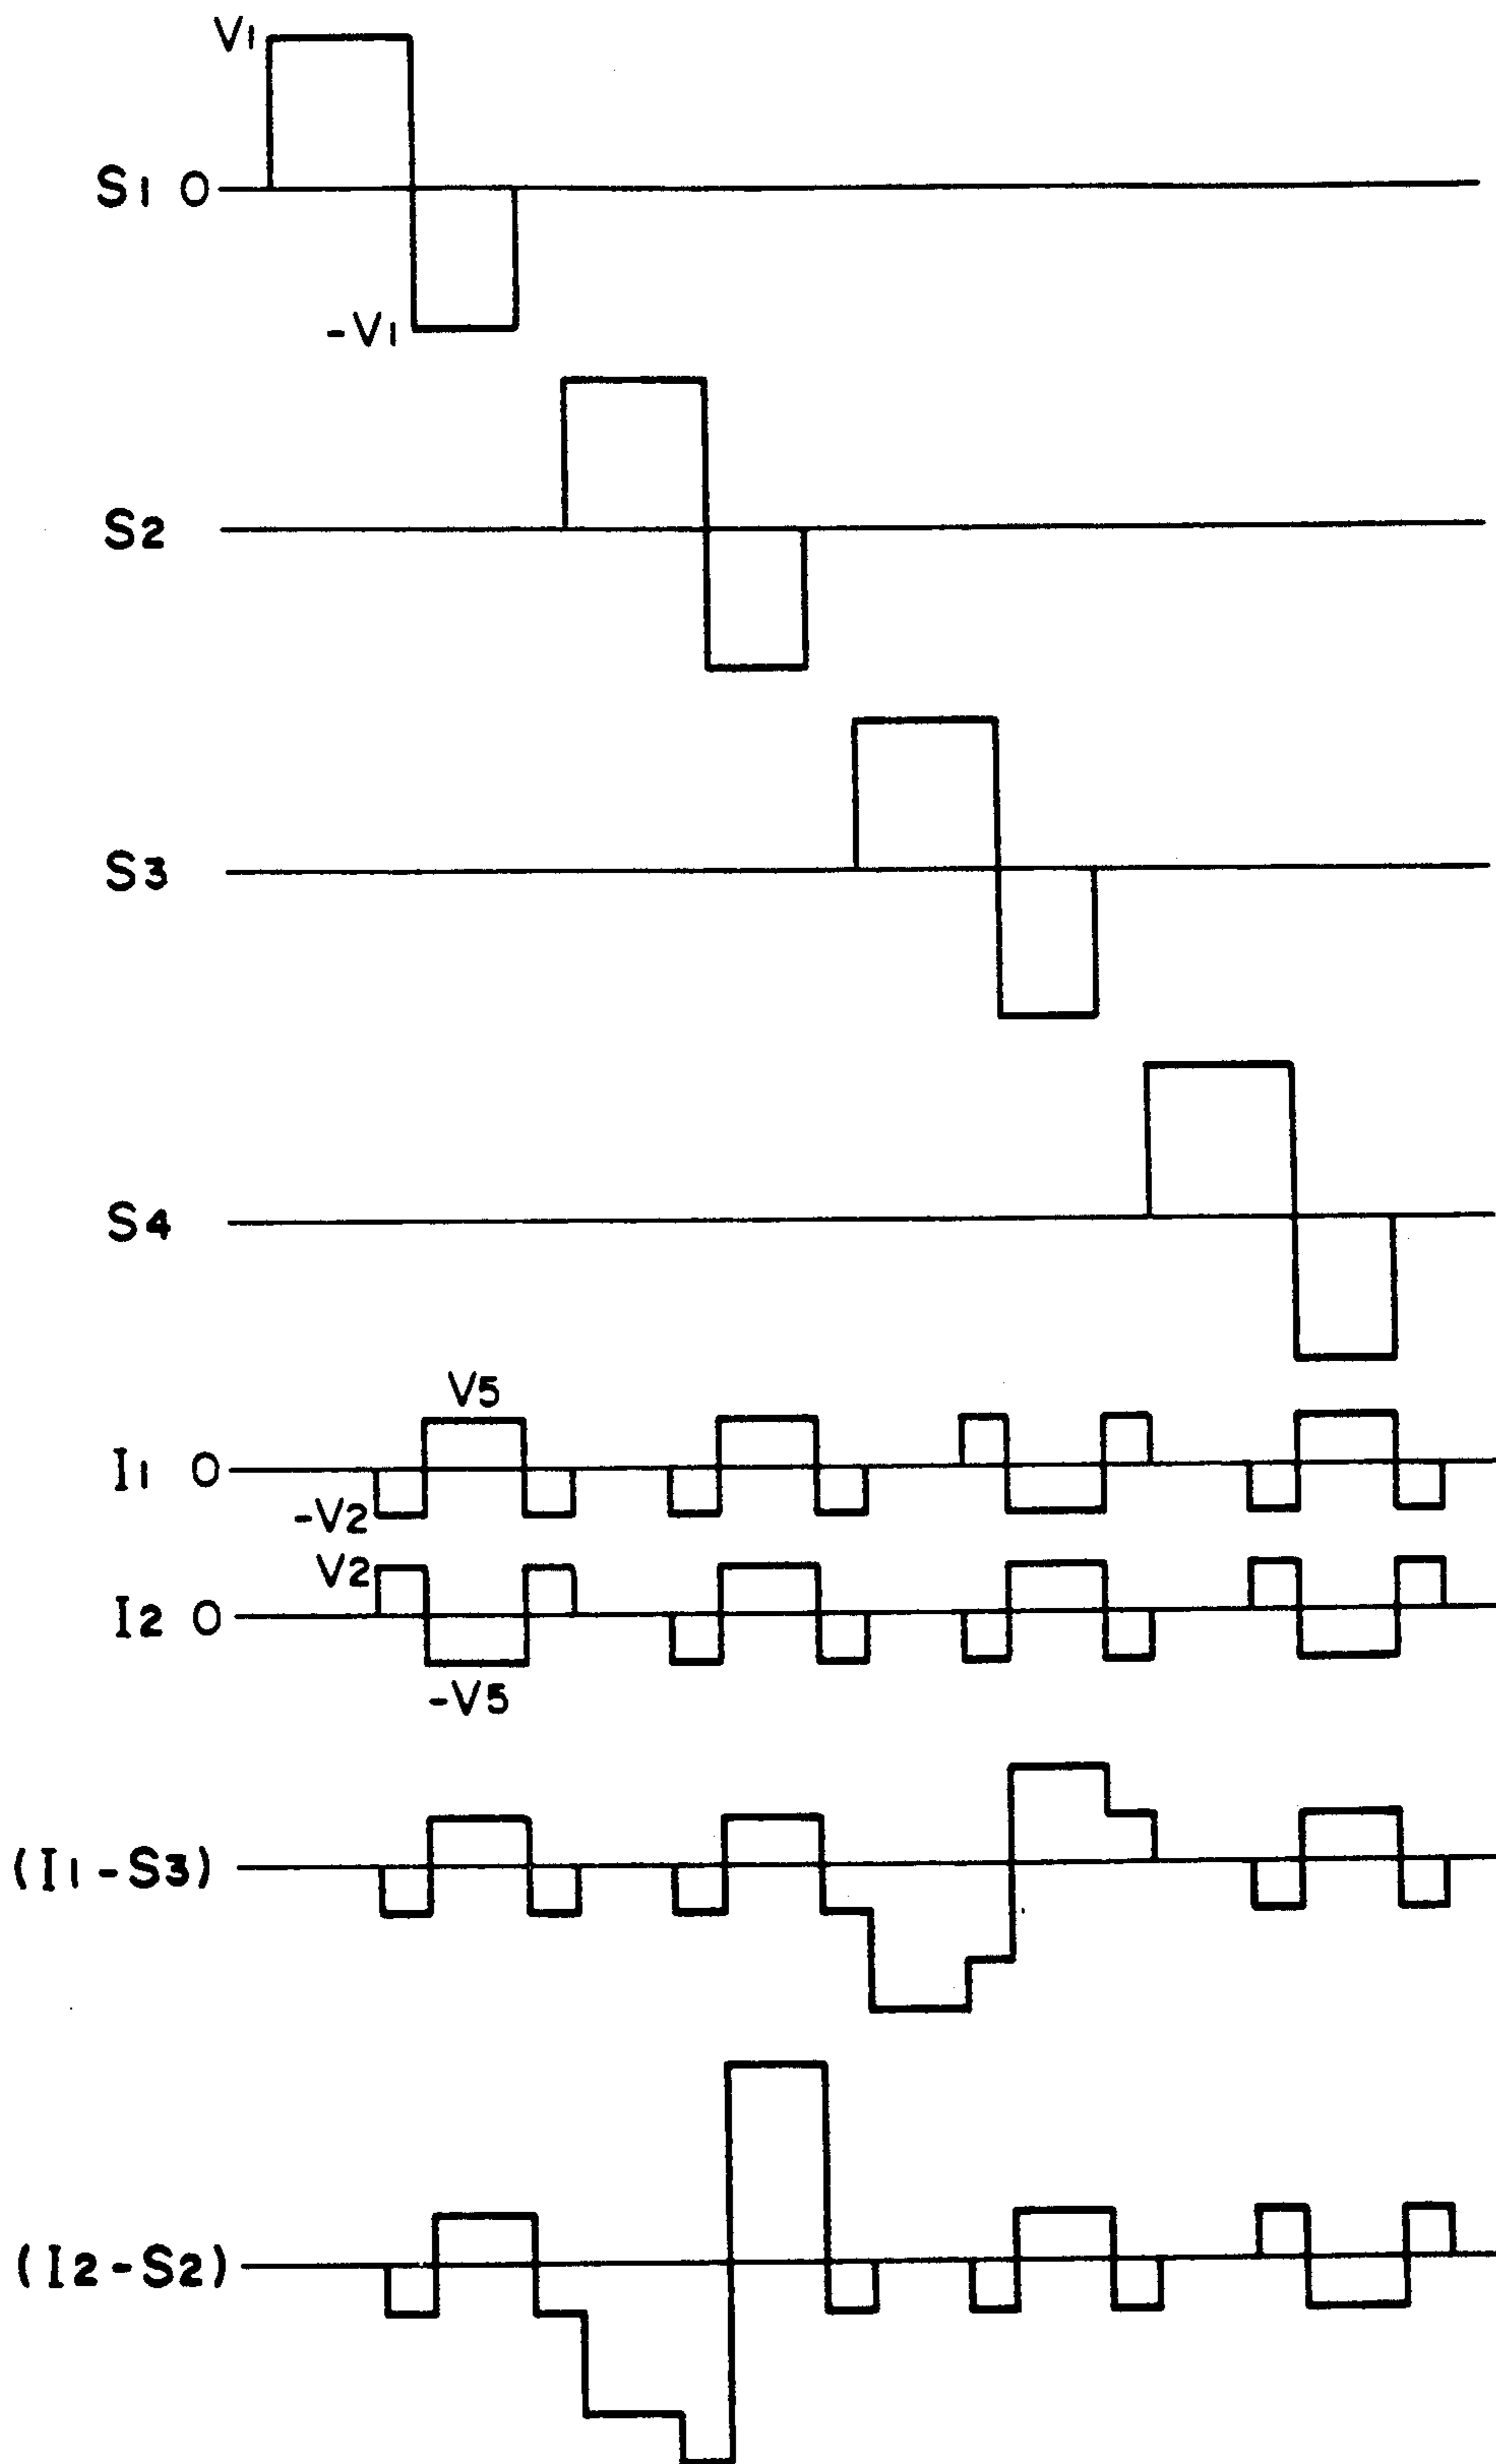 V1
S1 0
-V1
S2
S3
S4
V5
I1 0
-V2
V2
I2 0
-V5
(I1-S3)
(I2-S2)